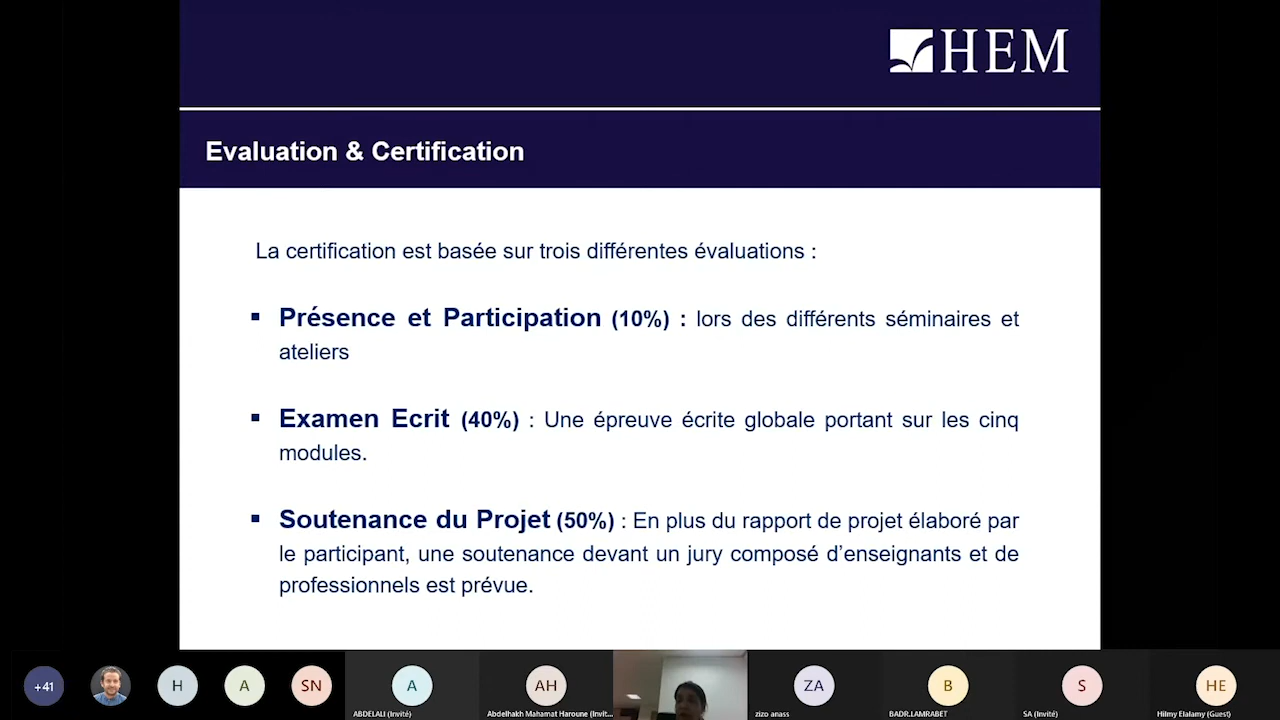 HEM
Evaluation & Certification
La certification est basée sur trois différentes évaluations :
▪ Présence et Participation (10%) : lors des différents séminaires et
ateliers
▪ Examen Ecrit (40%) : Une épreuve écrite globale portant sur les cinq
modules.
▪ Soutenance du Projet (50%) : En plus du rapport de projet élaboré par
le participant, une soutenance devant un jury composé d'enseignants et de
professionnels est prévue.
+41
H
A
SN
A
AH
ZA
B
S
HE
ABDELALI (Invité)
Abdelhakh Mahamat Haroune (Invit...
zizo anass
BADR.LAMRABET
SA (Invité)
Hilmy Elalamy (Guest)